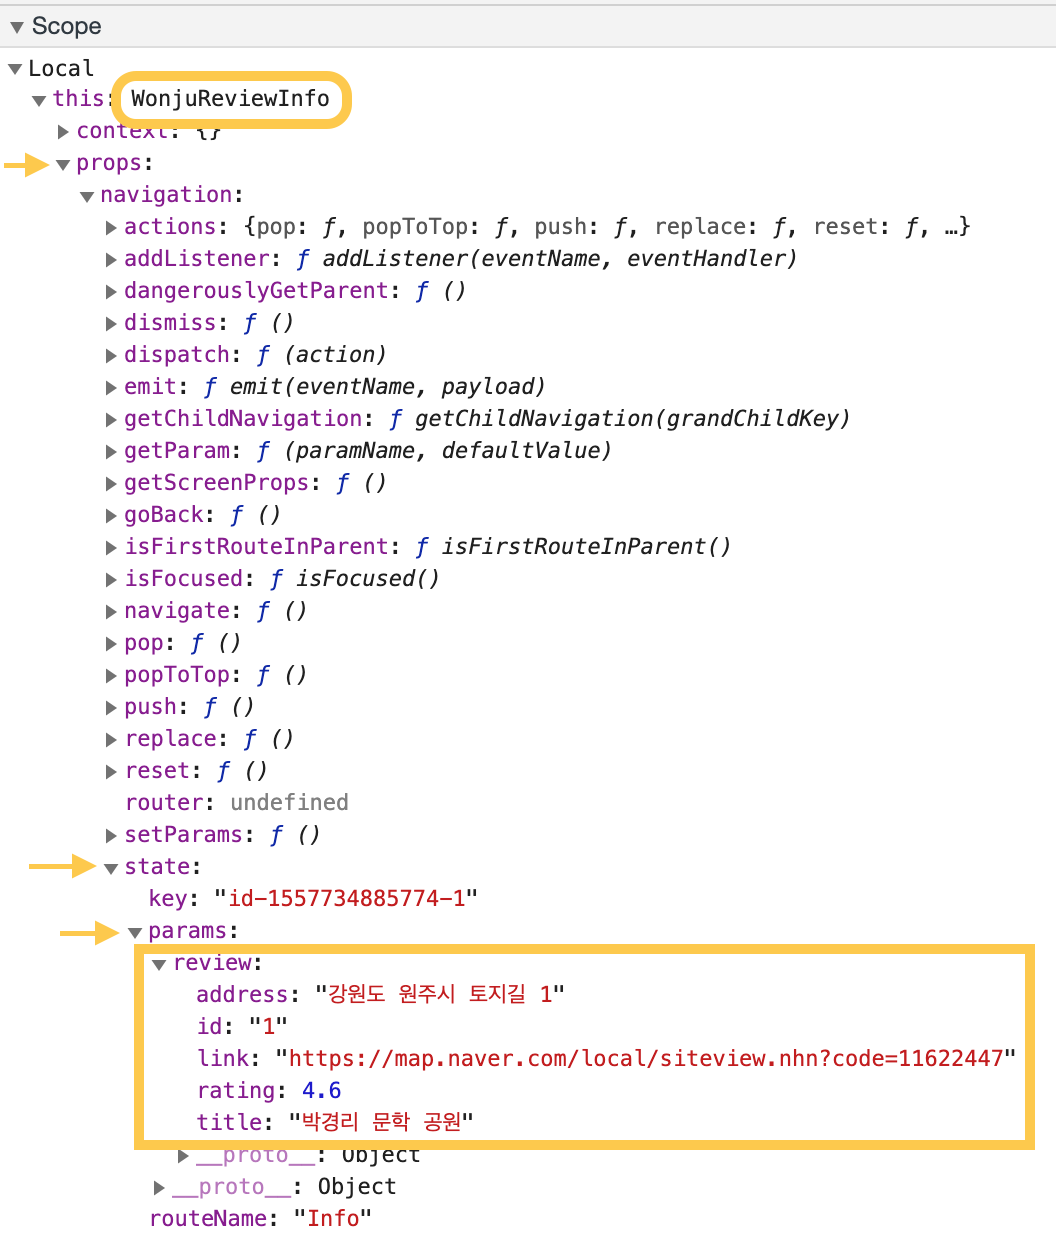 Scope
Local
this: WonjuReviewInfo
context: {}
props:
navigation:
actions: {pop: ƒ, popToTop: ƒ, push: ƒ, replace: ƒ, reset: ƒ, …}
addListener: ƒ addListener(eventName, eventHandler)
dangerouslyGetParent: ƒ ()
dismiss: ƒ ()
dispatch: ƒ (action)
emit: ƒ emit(eventName, payload)
getChildNavigation: ƒ getChildNavigation(grandChildKey)
getParam: ƒ (paramName, defaultValue)
getScreenProps: ƒ ()
goBack: ƒ ()
isFirstRouteInParent: ƒ isFirstRouteInParent()
isFocused: ƒ isFocused()
navigate: ƒ ()
pop: ƒ ()
popToTop: ƒ ()
push: ƒ ()
replace: ƒ ()
reset: ƒ ()
router: undefined
setParams: ƒ ()
state:
key: "id-1557734885774-1"
params:
review:
address: "강원도 원주시 토지길 1"
id: "1"
link: "https://map.naver.com/local/siteview.nhn?code=11622447"
rating: 4.6
title: "박경리 문학 공원"
__proto__: Object
__proto__: Object
routeName: "Info"